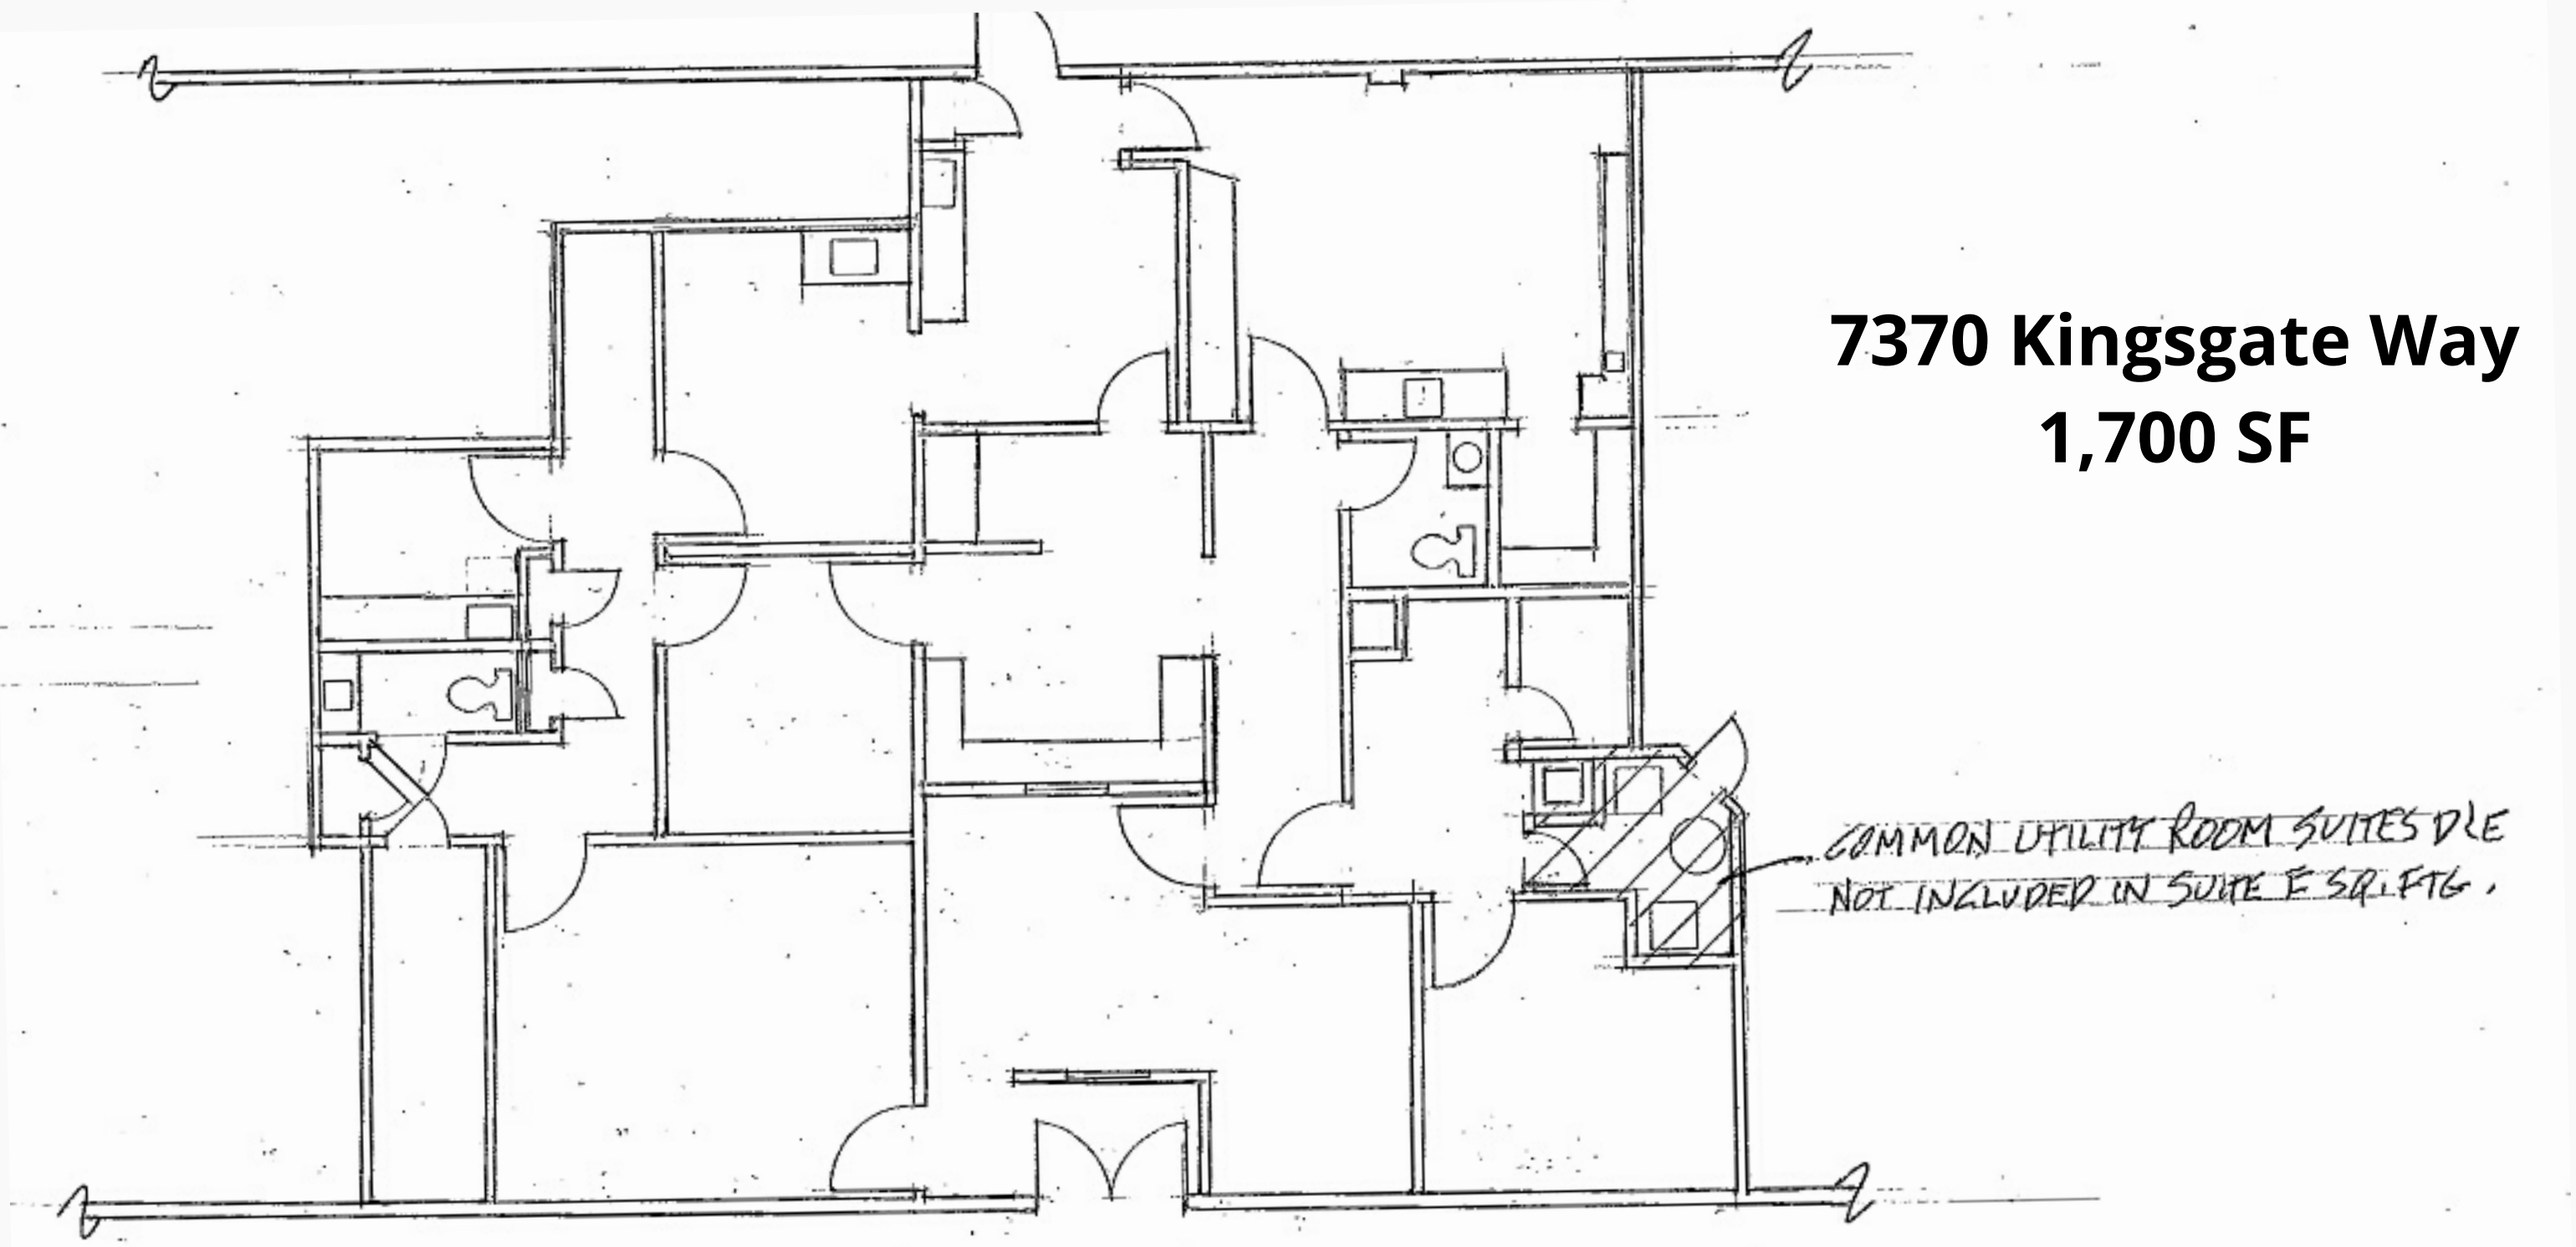 7370 Kingsgate Way
1,700 SF
COMMON UTILITY ROOM SUITES D&E
NOT INCLUDED IN SUITE E SQ. FTG.